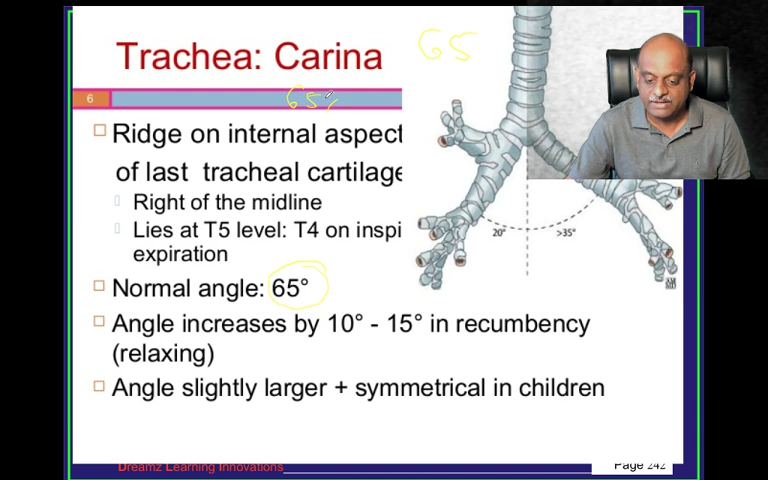 Trachea: Carina
65
6
65%
Ridge on internal aspect
of last tracheal cartilage
Right of the midline
Lies at T5 level: T4 on inspi
expiration
Normal angle: 65°
Angle increases by 10° - 15° in recumbency
(relaxing)
Angle slightly larger + symmetrical in children
20°
>35°
Dreamz Learning Innovations
Page 242